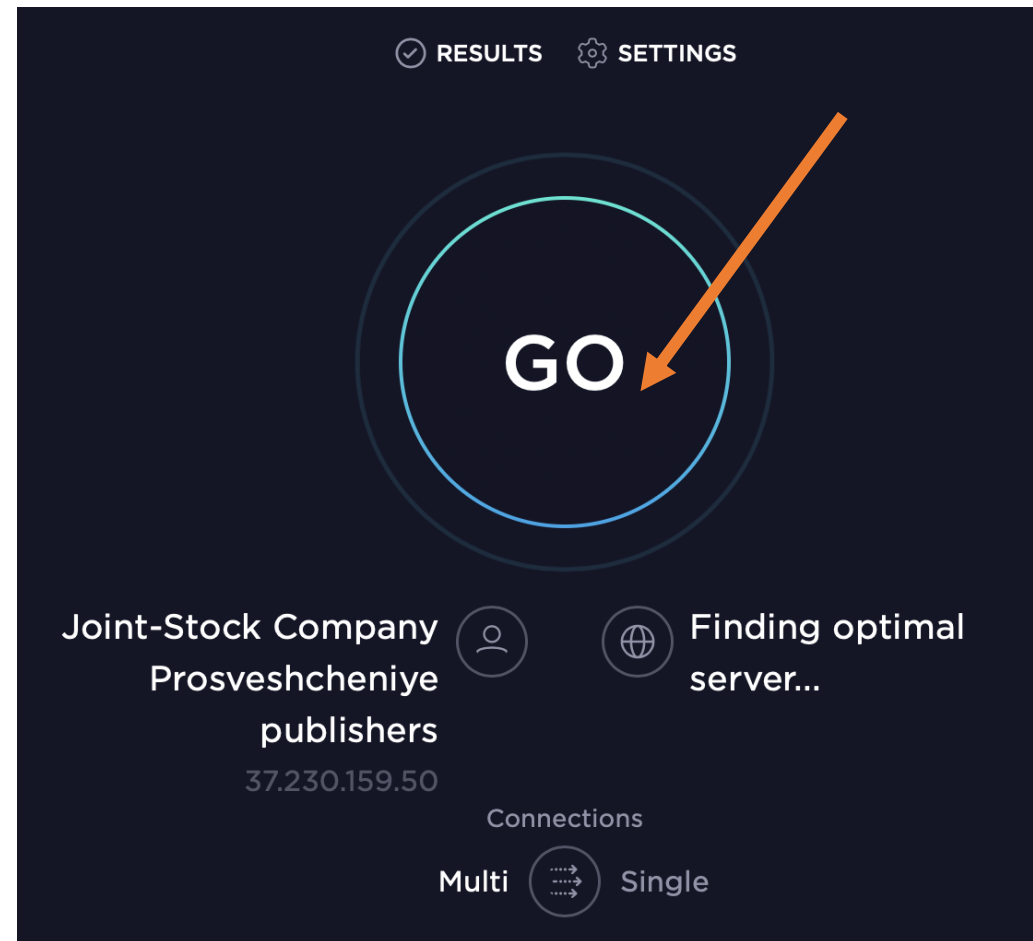 RESULTS SETTINGS
GO
Joint-Stock Company
Prosveshcheniye
publishers
37.230.159.50
Finding optimal
server...
Connections
Multi Single